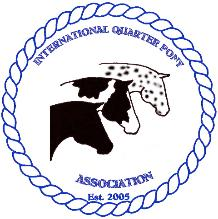 INTERNATIONAL QUARTER PONY
ASSOCIATION
Est. 2005